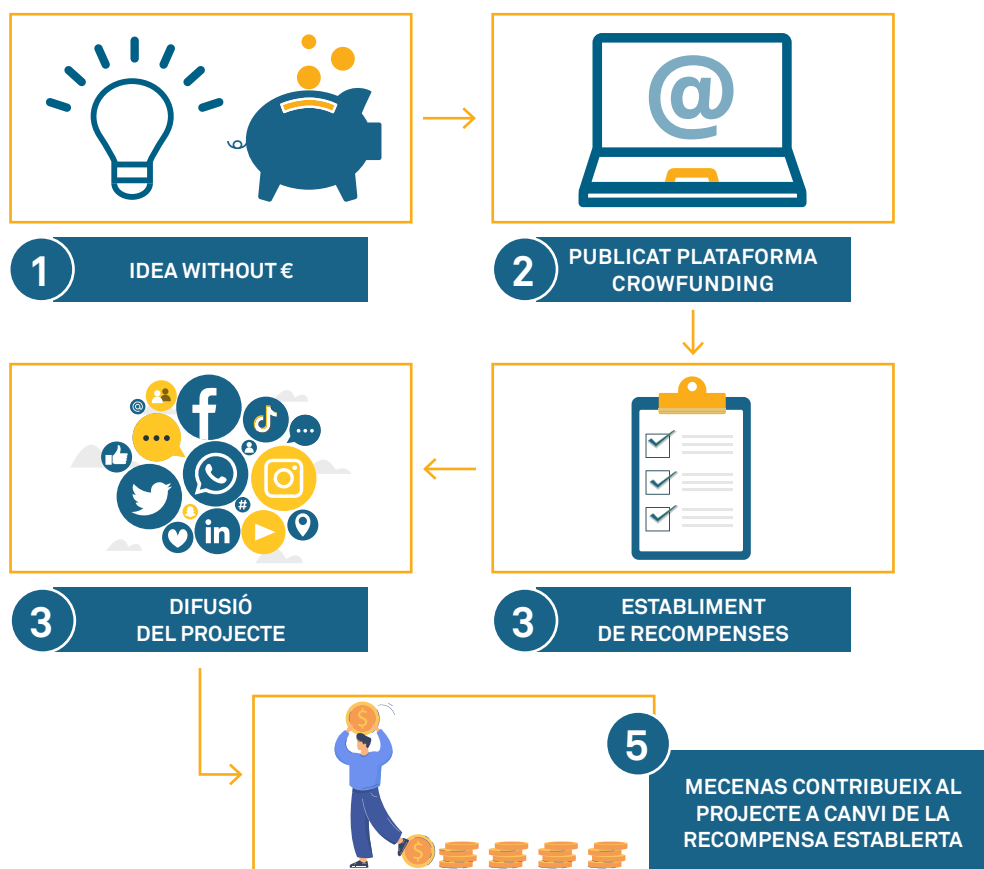 @
1
IDEA WITHOUT €
2
PUBLICAT PLATAFORMA
CROWFUNDING
3
ESTABLIMENT
DE RECOMPENSES
@
f
#
in
3
DIFUSIÓ
DEL PROJECTE
$
$
5
MECENAS CONTRIBUEIX AL
PROJECTE A CANVI DE LA
RECOMPENSA ESTABLERTA